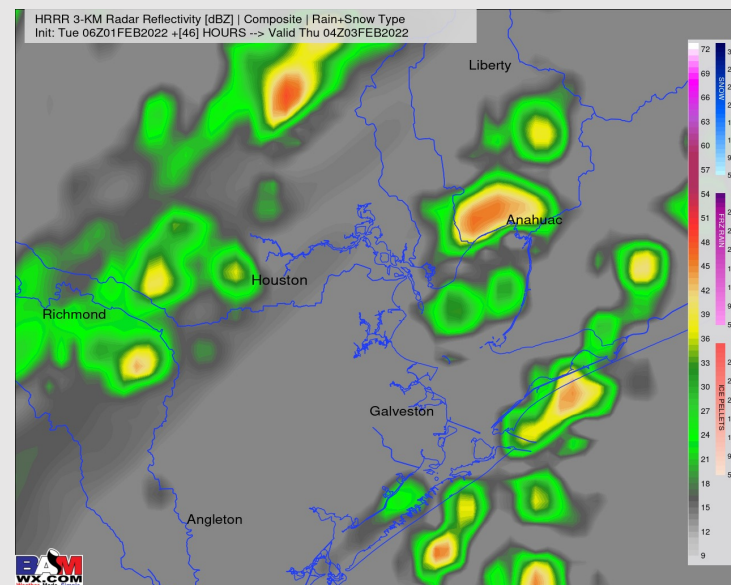 HRRR 3-KM Radar Reflectivity [dBZ] | Composite | Rain+Snow Type
Init: Tue 06Z01FEB2022 +[46] HOURS --> Valid Thu 04Z03FEB2022
Liberty
Anahuac
Houston
Richmond
Galveston
Angleton
72
69
66
63
60
57
54
51
48
45
42
39
36
33
30
27
24
21
18
15
12
9
SNOW
FRZ RAIN
ICE PELLETS
BAM
WX.COM